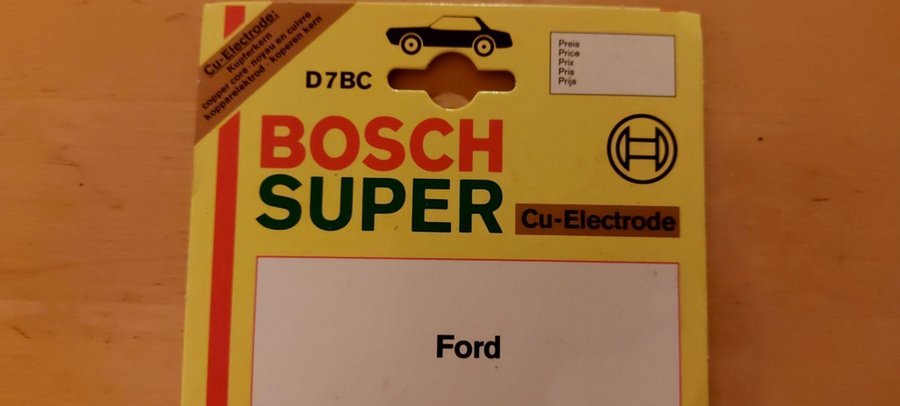 Cu-Electrode:
Kupferkern
copper core · noyau en cuivre
kopparelektrod · koperen kern
D7BC
Preis
Price
Prix
Pris
Prijs
BOSCH
SUPER
Cu-Electrode
Ford